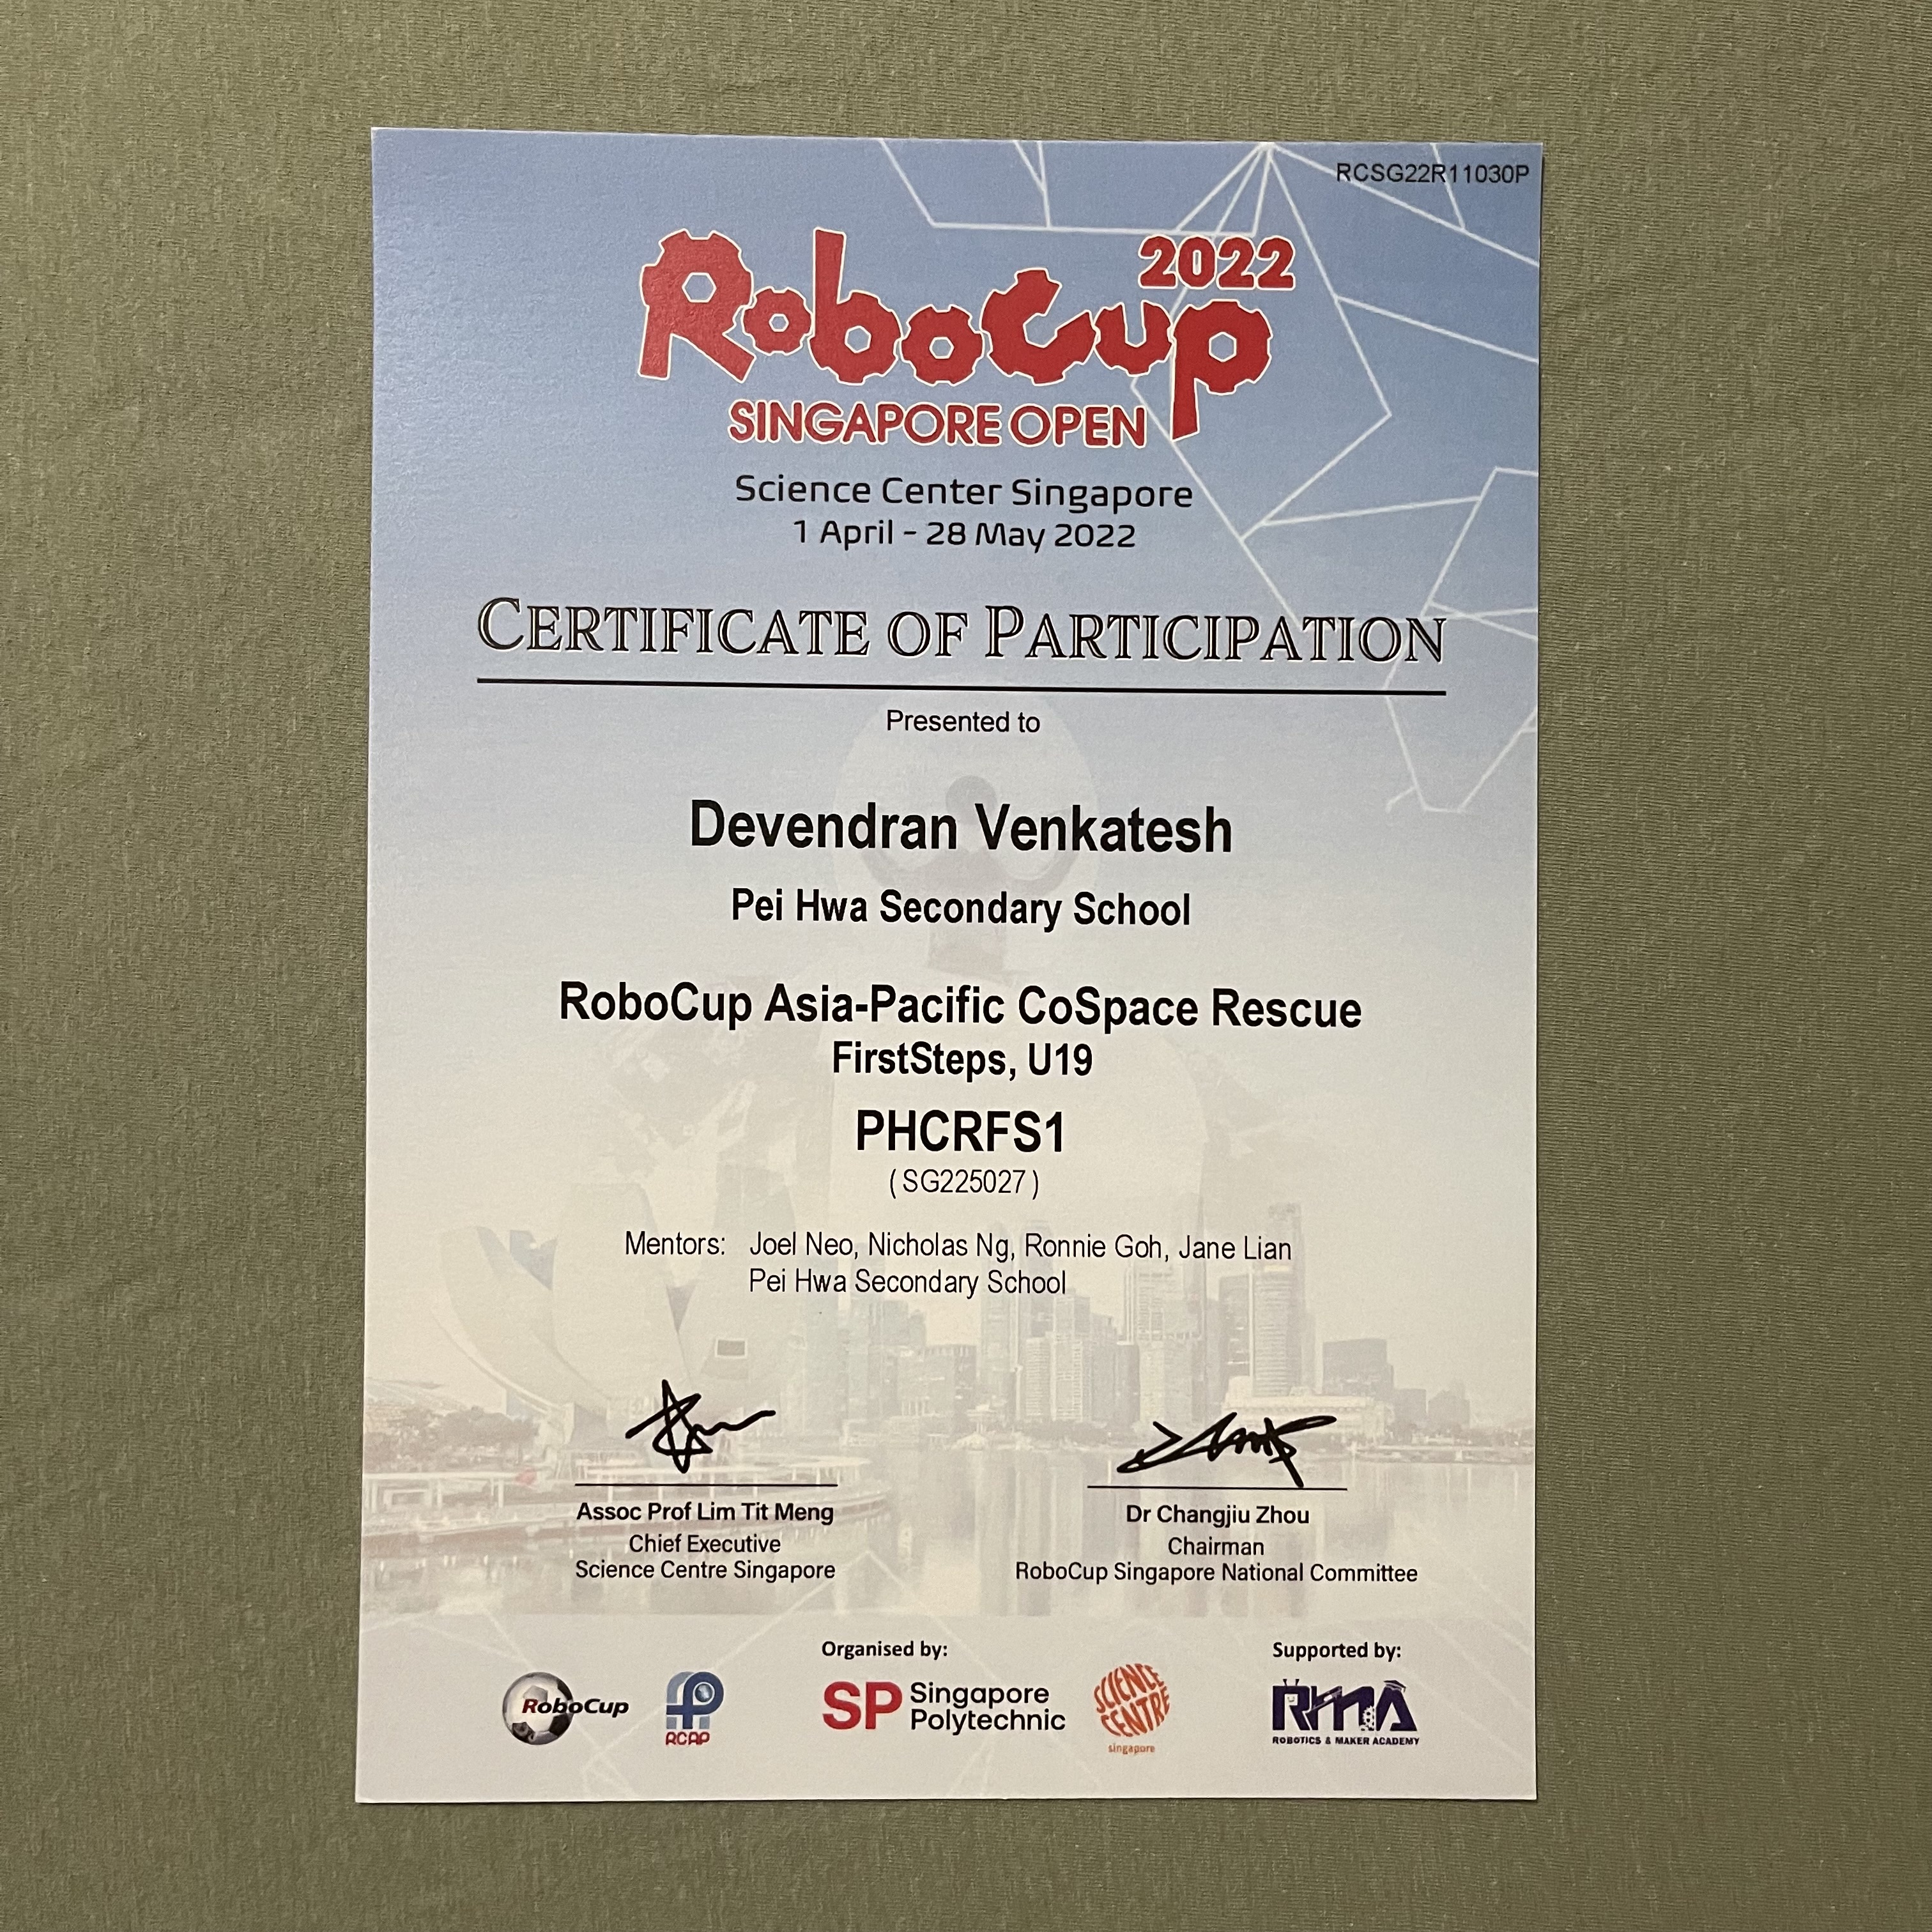 RCSG22R11030P
RoboCup 2022
SINGAPORE OPEN
Science Center Singapore
1 April - 28 May 2022
CERTIFICATE OF PARTICIPATION
Presented to
Devendran Venkatesh
Pei Hwa Secondary School
RoboCup Asia-Pacific CoSpace Rescue
FirstSteps, U19
PHCRFS1
( SG225027 )
Mentors: Joel Neo, Nicholas Ng, Ronnie Goh, Jane Lian
Pei Hwa Secondary School
Assoc Prof Lim Tit Meng
Chief Executive
Science Centre Singapore
Dr Changjiu Zhou
Chairman
RoboCup Singapore National Committee
RoboCup
RCAP
Organised by:
SP Singapore
Polytechnic
SCIENCE
CENTRE
singapore
Supported by:
RMA
ROBOTICS & MAKER ACADEMY